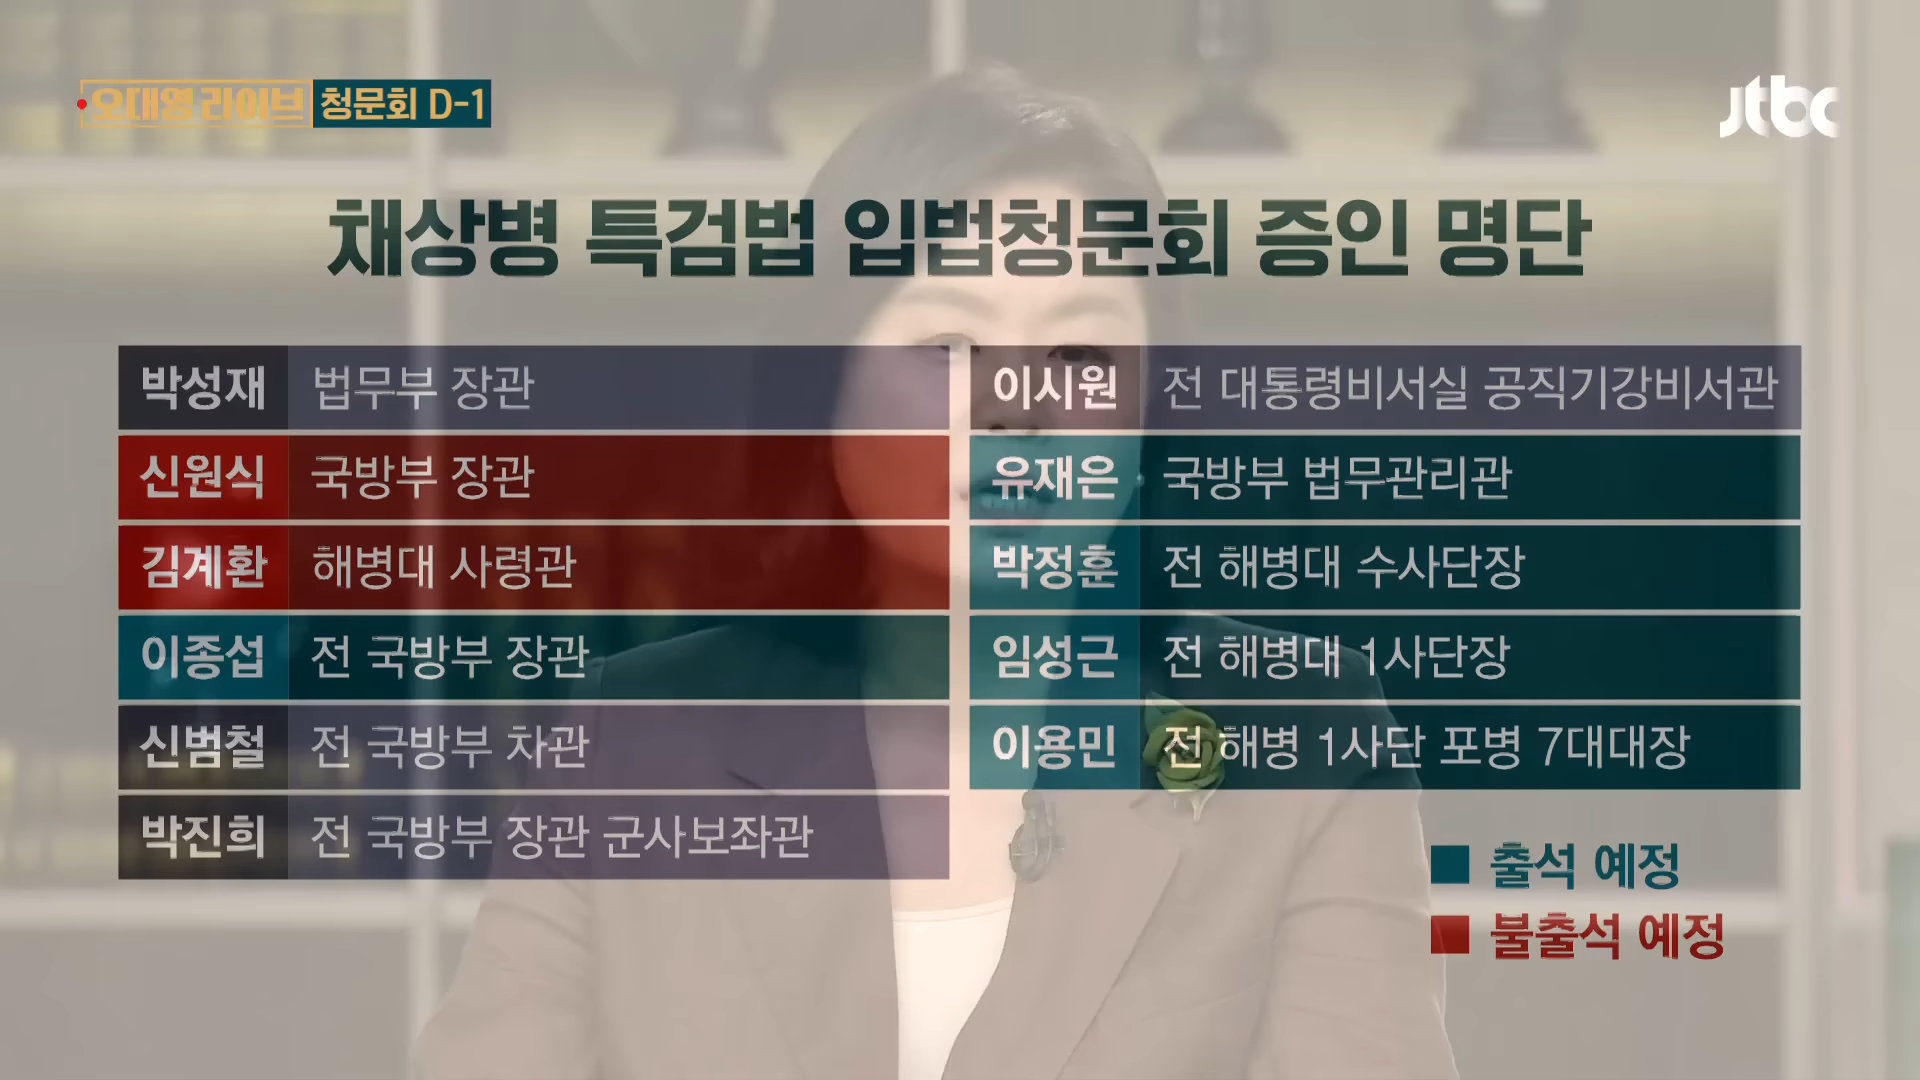 오대영 라이브 청문회 D-1
jtbc
채상병 특검법 입법청문회 증인 명단
박성재 법무부 장관
신원식 국방부 장관
김계환 해병대 사령관
이종섭 전 국방부 장관
신범철 전 국방부 차관
박진희 전 국방부 장관 군사보좌관
이시원 전 대통령비서실 공직기강비서관
유재은 국방부 법무관리관
박정훈 전 해병대 수사단장
임성근 전 해병대 1사단장
이용민 전 해병 1사단 포병 7대대장
출석 예정
불출석 예정